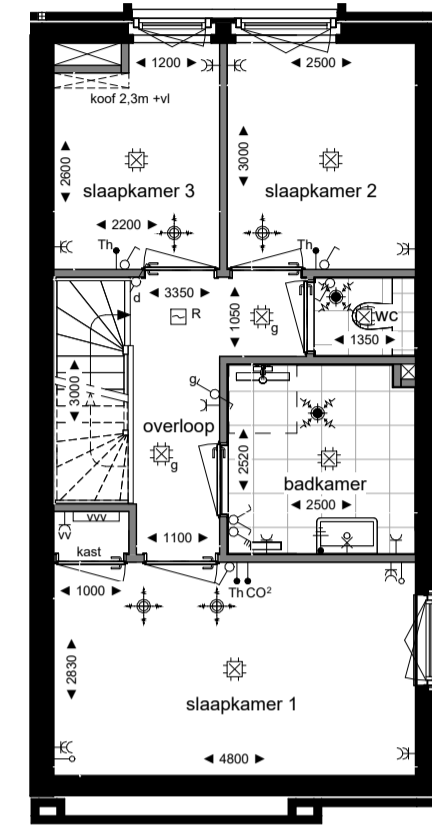 1200
2500
koof 2,3m +vl
2600
3000
slaapkamer 3
slaapkamer 2
2200
Th
Th
d
3350
R
1050
g
WC
1350
3000
g
overloop
g
2520
badkamer
2500
1100
vvv
vv
kast
1000
Th CO²
2830
slaapkamer 1
4800